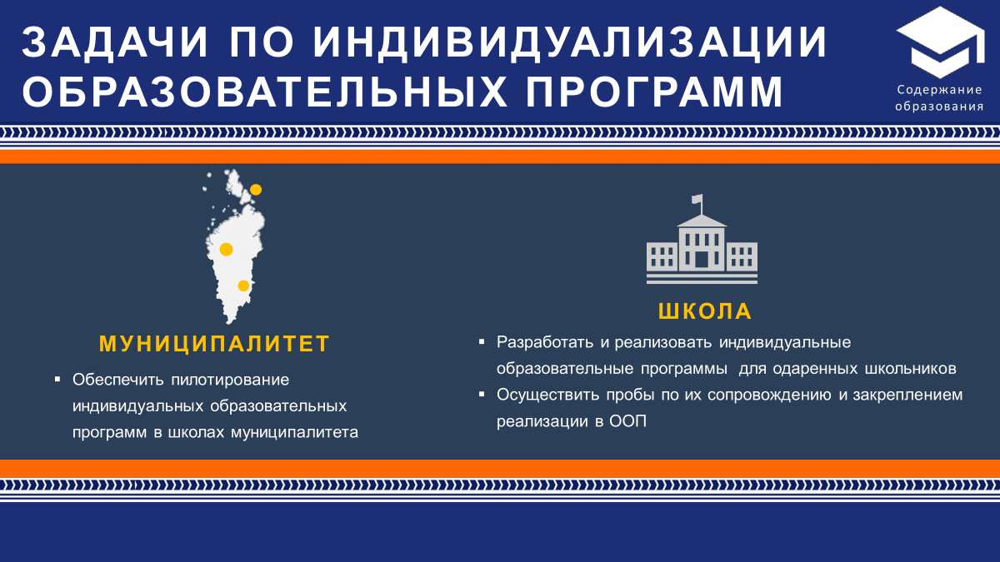 ЗАДАЧИ ПО ИНДИВИДУАЛИЗАЦИИ
ОБРАЗОВАТЕЛЬНЫХ ПРОГРАММ
Содержание
образования
МУНИЦИПАЛИТЕТ
▪ Обеспечить пилотирование
индивидуальных образовательных
программ в школах муниципалитета
ШКОЛА
▪ Разработать и реализовать индивидуальные
образовательные программы для одаренных школьников
▪ Осуществить пробы по их сопровождению и закреплением
реализации в ООП